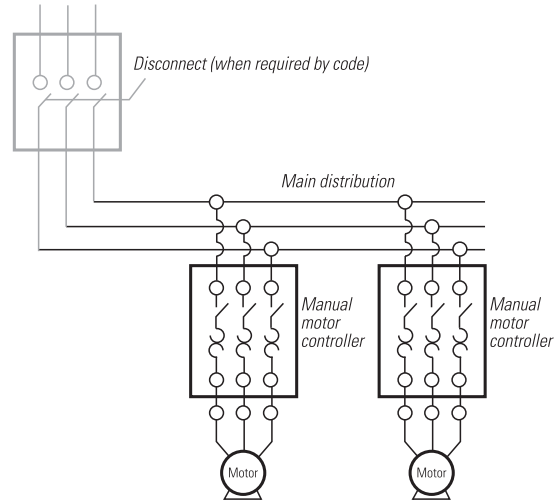 Disconnect (when required by code)
Main distribution
Manual
motor
controller
Manual
motor
controller
Motor
Motor